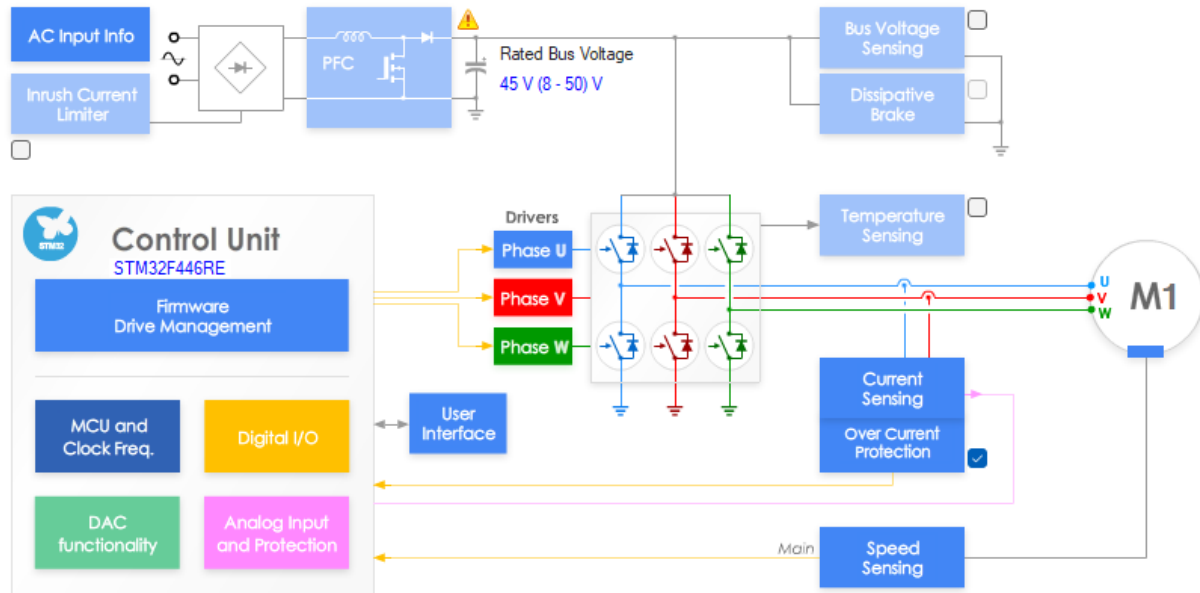 AC Input Info
Inrush Current
Limiter
PFC
Rated Bus Voltage
45 V (8 - 50) V
Bus Voltage
Sensing
Dissipative
Brake
STM32
Control Unit
STM32F446RE
Firmware
Drive Management
MCU and
Clock Freq.
Digital I/O
DAC
functionality
Analog Input
and Protection
Drivers
Phase U
Phase V
Phase W
User
Interface
Temperature
Sensing
U
V
W
M1
Current
Sensing
Over Current
Protection
Main
Speed
Sensing